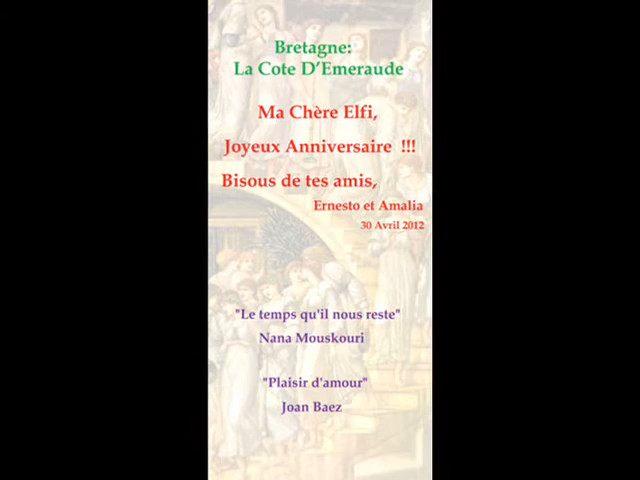 Bretagne:
La Cote D’Emeraude
Ma Chère Elfi,
Joyeux Anniversaire !!!
Bisous de tes amis,
Ernesto et Amalia
30 Avril 2012
"Le temps qu'il nous reste"
Nana Mouskouri
"Plaisir d'amour"
Joan Baez